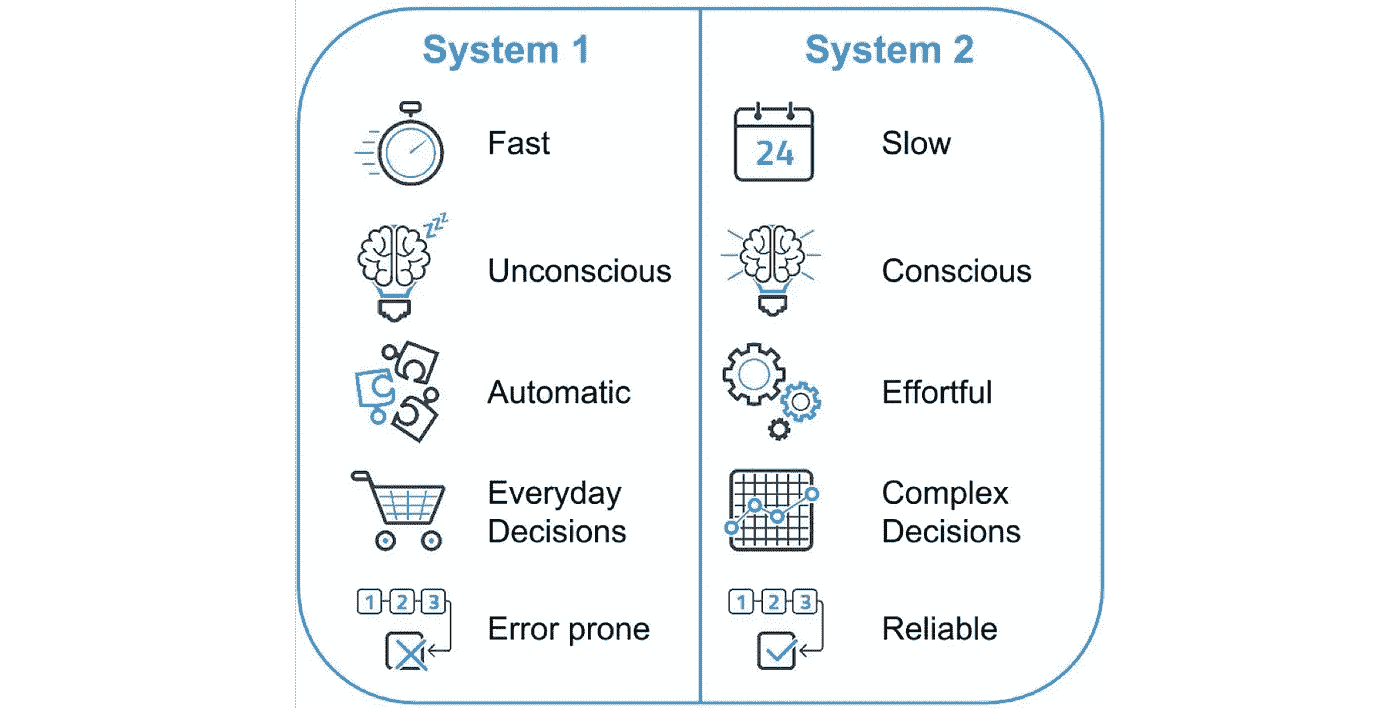 System 1
Fast
zzz
Unconscious
Automatic
Everyday
Decisions
1 2 3
Error prone
System 2
24
Slow
Conscious
Effortful
Complex
Decisions
1 2 3
Reliable